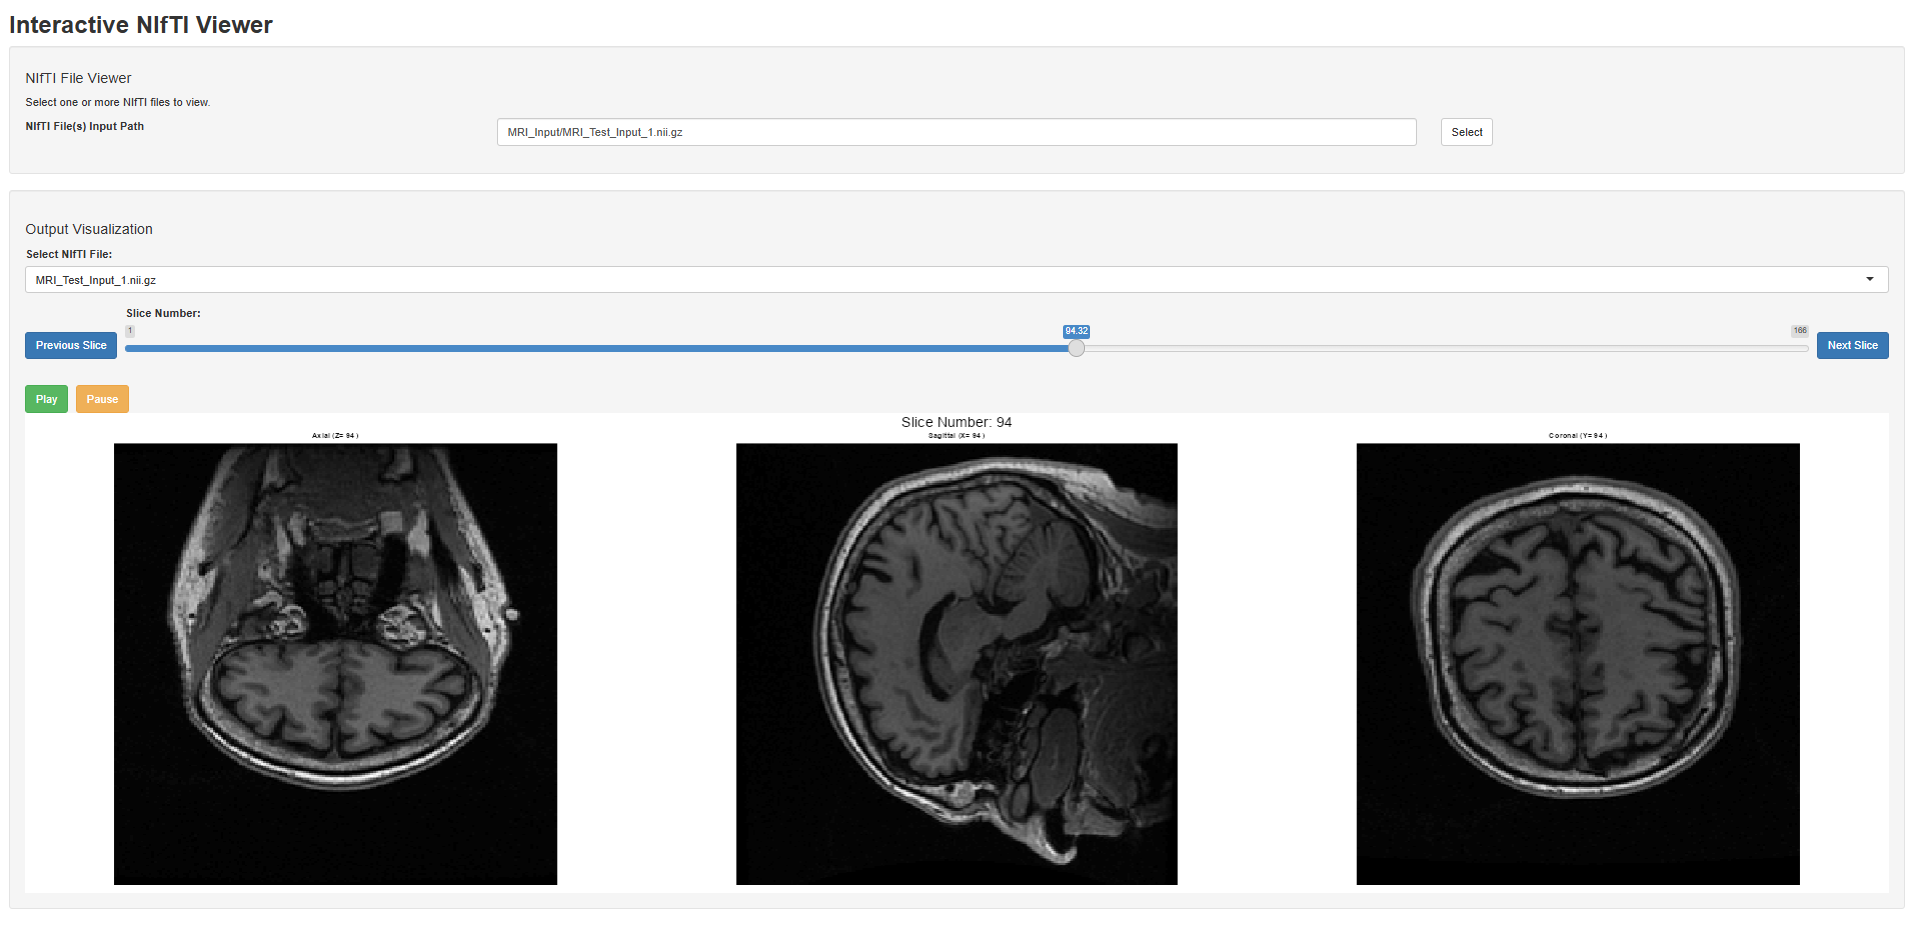 Interactive NIfTI Viewer
NIfTI File Viewer
Select one or more NIfTI files to view.
NIfTI File(s) Input Path
MRI_Input/MRI_Test_Input_1.nii.gz
Select
Output Visualization
Select NIfTI File:
MRI_Test_Input_1.nii.gz
Slice Number:
1
94.32
166
Previous Slice
Next Slice
Play
Pause
Slice Number: 94
Axial (Z= 94 )
Sagittal (X= 94 )
Coronal (Y= 94 )